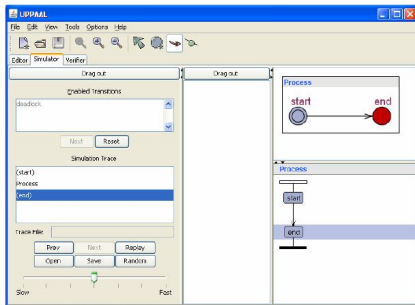 UPPAAL
File Edit View Tools Options Help
Editor Simulator Verifier
Drag out
Enabled Transitions
deadlock
Next Reset
Simulation Trace
(start)
Process
(end)
Trace File:
Prev Next Replay
Open Save Random
Slow Fast
Drag out
Process
start end
Process
start
end